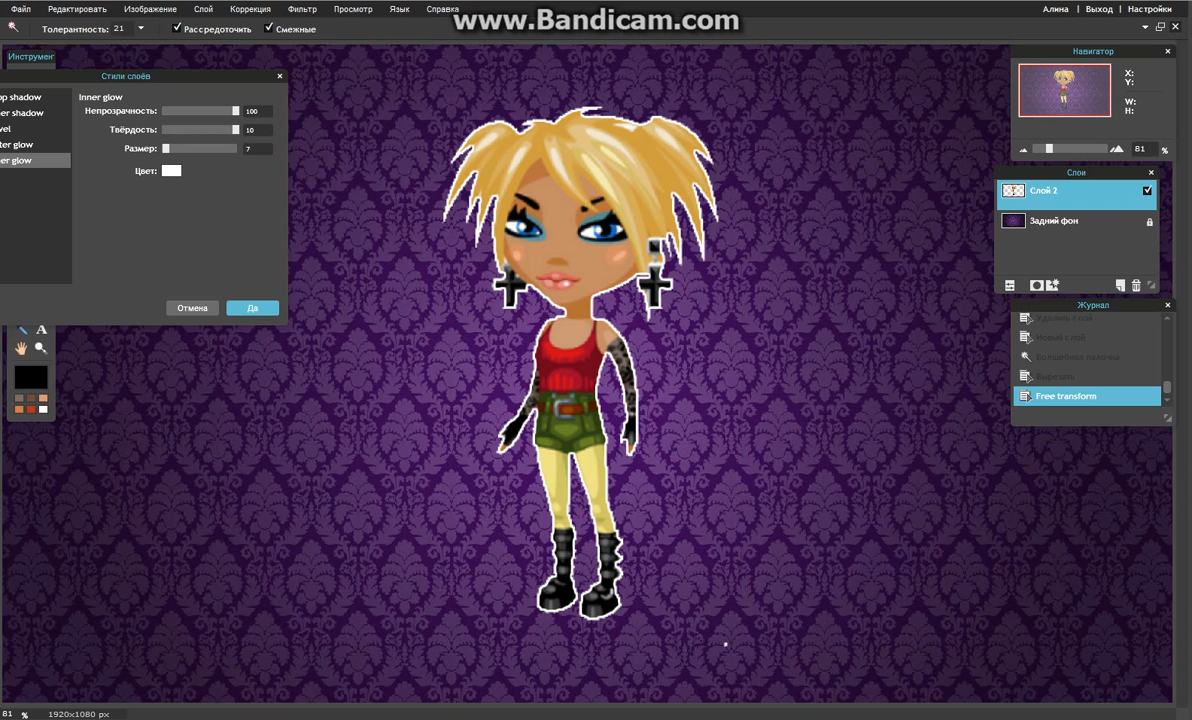 Файл Редактировать Изображение Слой Коррекция Фильтр Просмотр Язык Справка
www.Bandicam.com
Алина | Выход | Настройки
Толерантность: 21 Рассредоточить Смежные
Инструмен
Стили слоёв
op shadow
er shadow
vel
ter glow
er glow
Inner glow
Непрозрачность: 100
Твёрдость: 10
Размер: 7
Цвет:
Отмена Да
A
Навигатор
X:
Y:
W:
H:
81 %
Слои
Слой 2
Задний фон
Журнал
Удалить слой
Новый слой
Волшебная палочка
Вырезать
Free transform
81 % 1920x1080 px